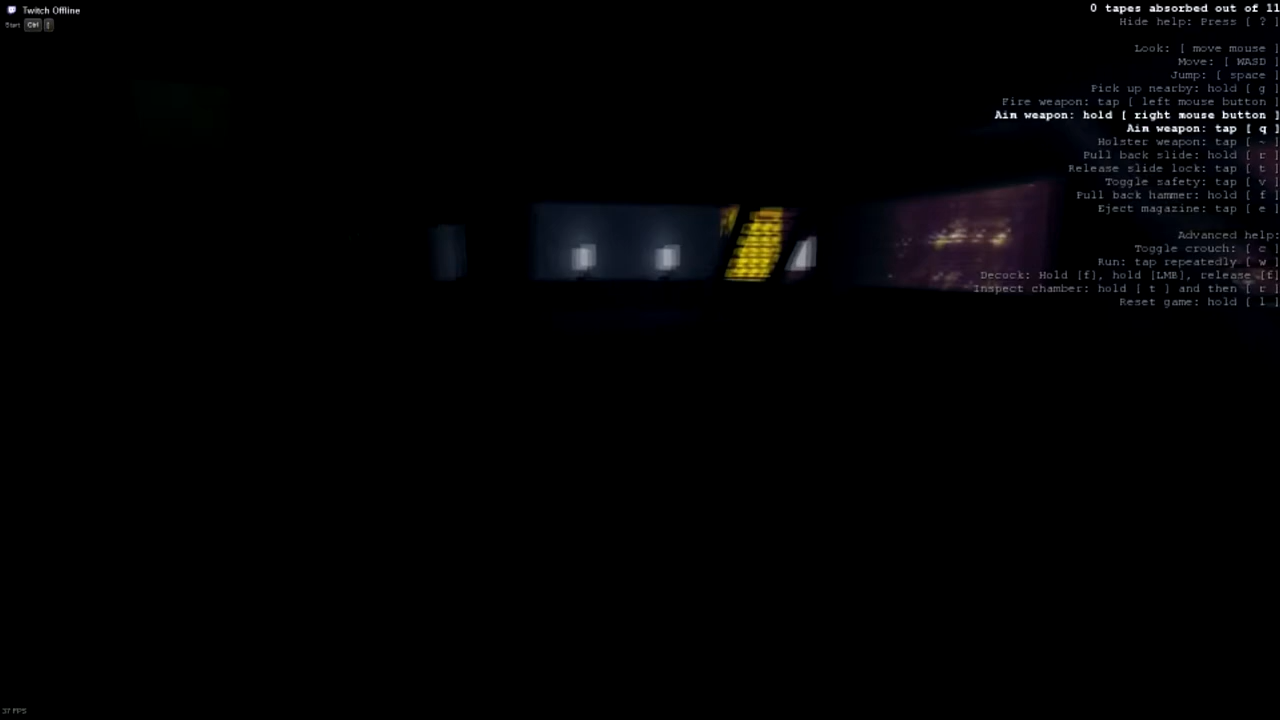 Twitch Offline
Start Ctrl [
0 tapes absorbed out of 11
Hide help: Press [ ? ]
Look: [ move mouse ]
Move: [ WASD ]
Jump: [ space ]
Pick up nearby: hold [ g ]
Fire weapon: tap [ left mouse button ]
Aim weapon: hold [ right mouse button ]
Aim weapon: tap [ q ]
Holster weapon: tap [ ~ ]
Pull back slide: hold [ r ]
Release slide lock: tap [ t ]
Toggle safety: tap [ v ]
Pull back hammer: hold [ f ]
Eject magazine: tap [ e ]
Advanced help:
Toggle crouch: [ c ]
Run: tap repeatedly [ w ]
Decock: Hold [f], hold [LMB], release [f]
Inspect chamber: hold [ t ] and then [ r ]
Reset game: hold [ l ]
37 FPS